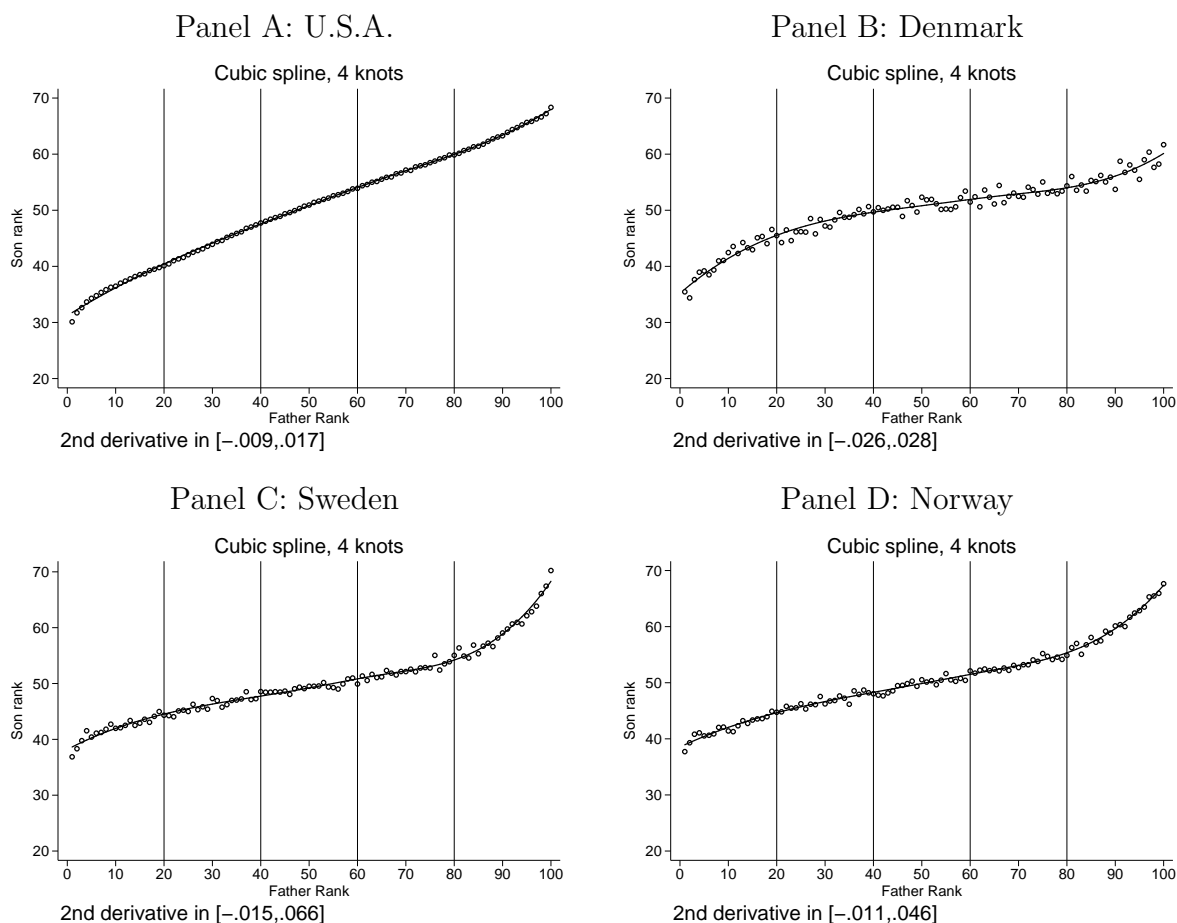 Panel A: U.S.A.
Cubic spline, 4 knots
70
60
50
40
30
20
Son rank
0 10 20 30 40 50 60 70 80 90 100
Father Rank
2nd derivative in [−.009,.017]
Panel B: Denmark
Cubic spline, 4 knots
70
60
50
40
30
20
Son rank
0 10 20 30 40 50 60 70 80 90 100
Father Rank
2nd derivative in [−.026,.028]
Panel C: Sweden
Cubic spline, 4 knots
70
60
50
40
30
20
Son rank
0 10 20 30 40 50 60 70 80 90 100
Father Rank
2nd derivative in [−.015,.066]
Panel D: Norway
Cubic spline, 4 knots
70
60
50
40
30
20
Son rank
0 10 20 30 40 50 60 70 80 90 100
Father Rank
2nd derivative in [−.011,.046]